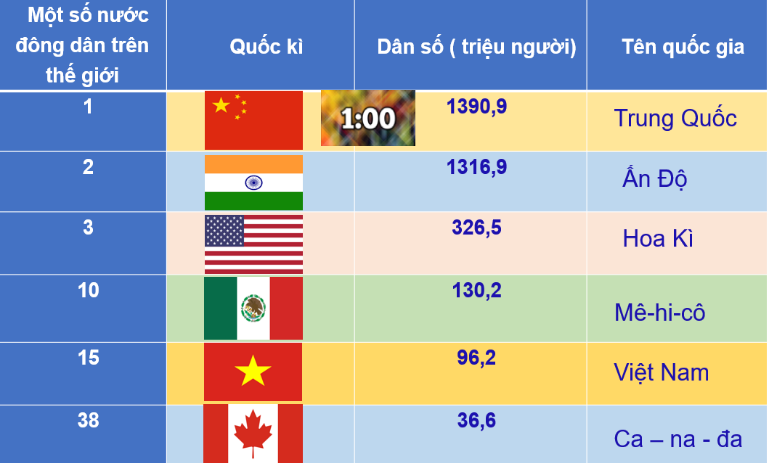 Một số nước
đông dân trên
thế giới
Quốc kì
Dân số ( triệu người)
Tên quốc gia
1
1:00
1390,9
Trung Quốc
2
1316,9
Ấn Độ
3
326,5
Hoa Kì
10
130,2
Mê-hi-cô
15
96,2
Việt Nam
38
36,6
Ca – na - đa